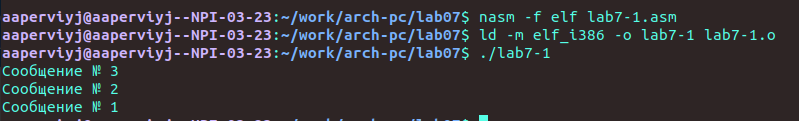 aaperviyj@aaperviyj--NPI-03-23:~/work/arch-pc/lab07$ nasm -f elf lab7-1.asm
aaperviyj@aaperviyj--NPI-03-23:~/work/arch-pc/lab07$ ld -m elf_i386 -o lab7-1 lab7-1.o
aaperviyj@aaperviyj--NPI-03-23:~/work/arch-pc/lab07$ ./lab7-1
Сообщение № 3
Сообщение № 2
Сообщение № 1
aaperviyj@aaperviyj--NPI-03-23:~/work/arch-pc/lab07$